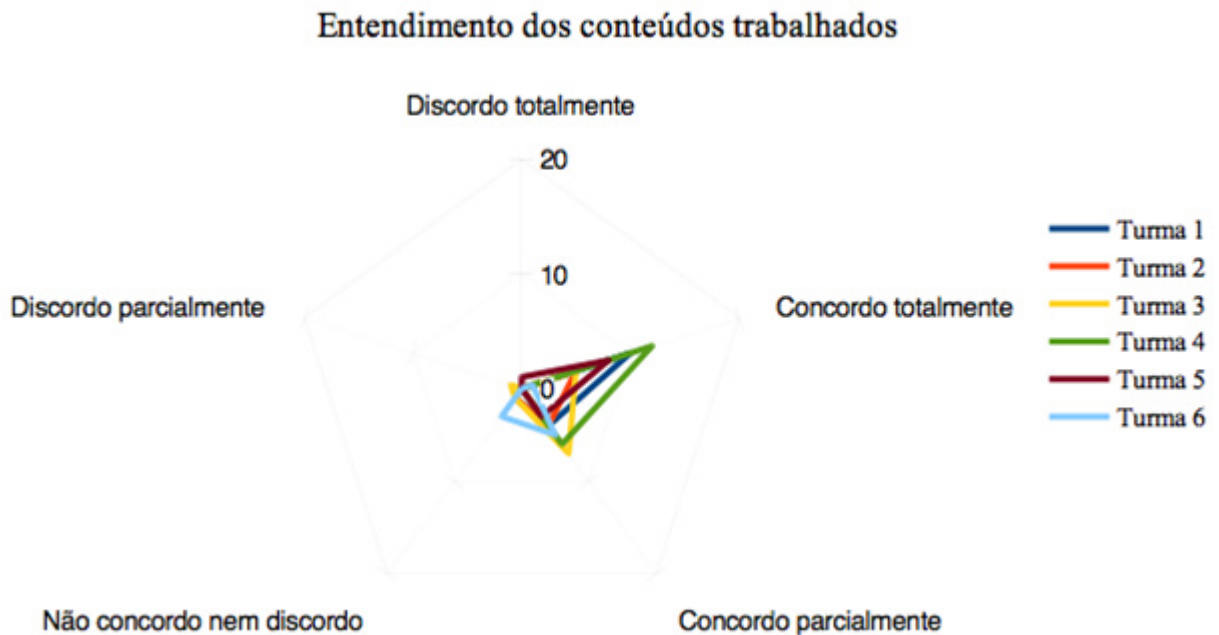 Entendimento dos conteúdos trabalhados
Discordo totalmente
20
10
0
Discordo parcialmente
Concordo totalmente
Não concordo nem discordo
Concordo parcialmente
Turma 1
Turma 2
Turma 3
Turma 4
Turma 5
Turma 6